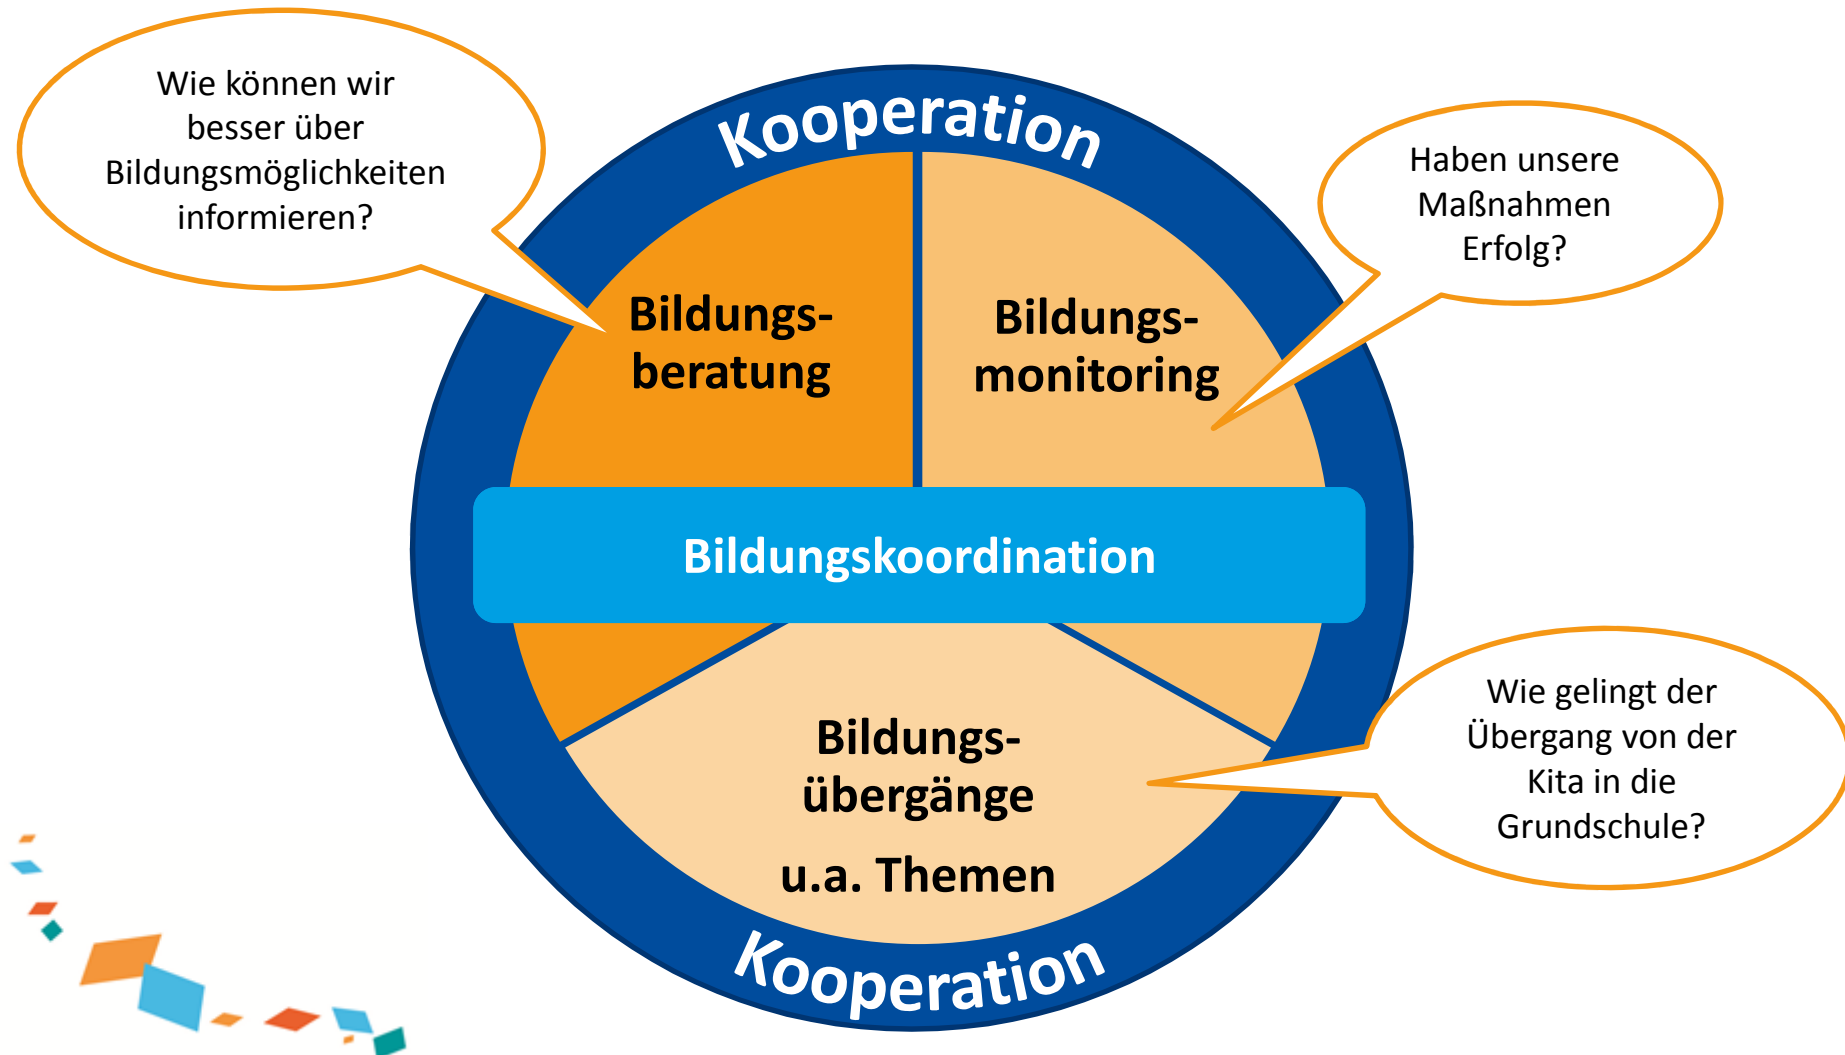 Wie können wir
besser über
Bildungsmöglichkeiten
informieren?
Kooperation
Haben unsere
Maßnahmen
Erfolg?
Bildungs-
beratung
Bildungs-
monitoring
Bildungskoordination
Bildungs-
übergänge
u.a. Themen
Wie gelingt der
Übergang von der
Kita in die
Grundschule?
Kooperation